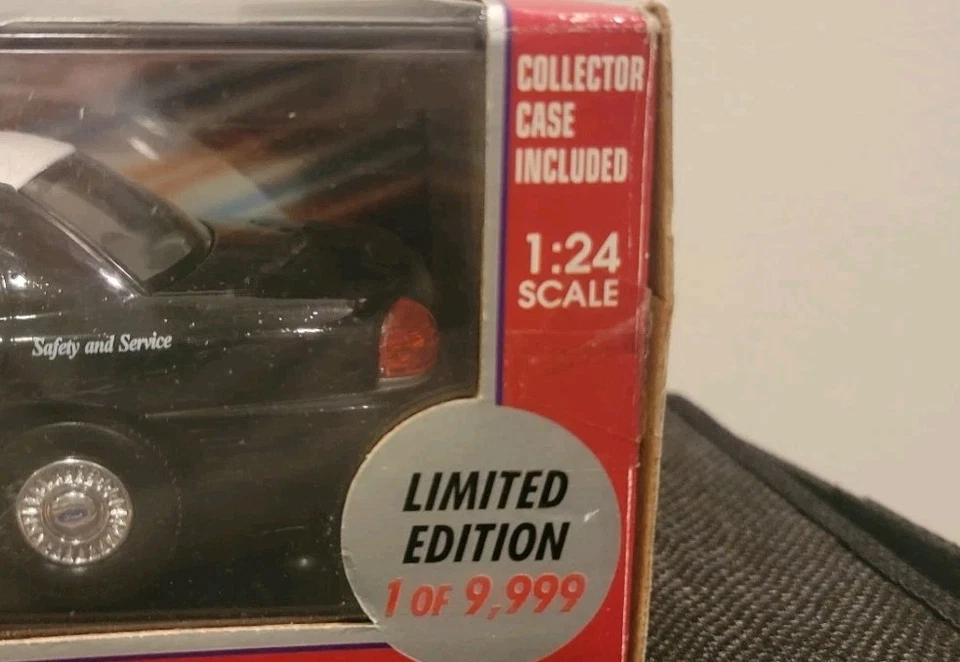 COLLECTOR
CASE
INCLUDED
1:24
SCALE
Safety and Service
LIMITED
EDITION
1 OF 9,999